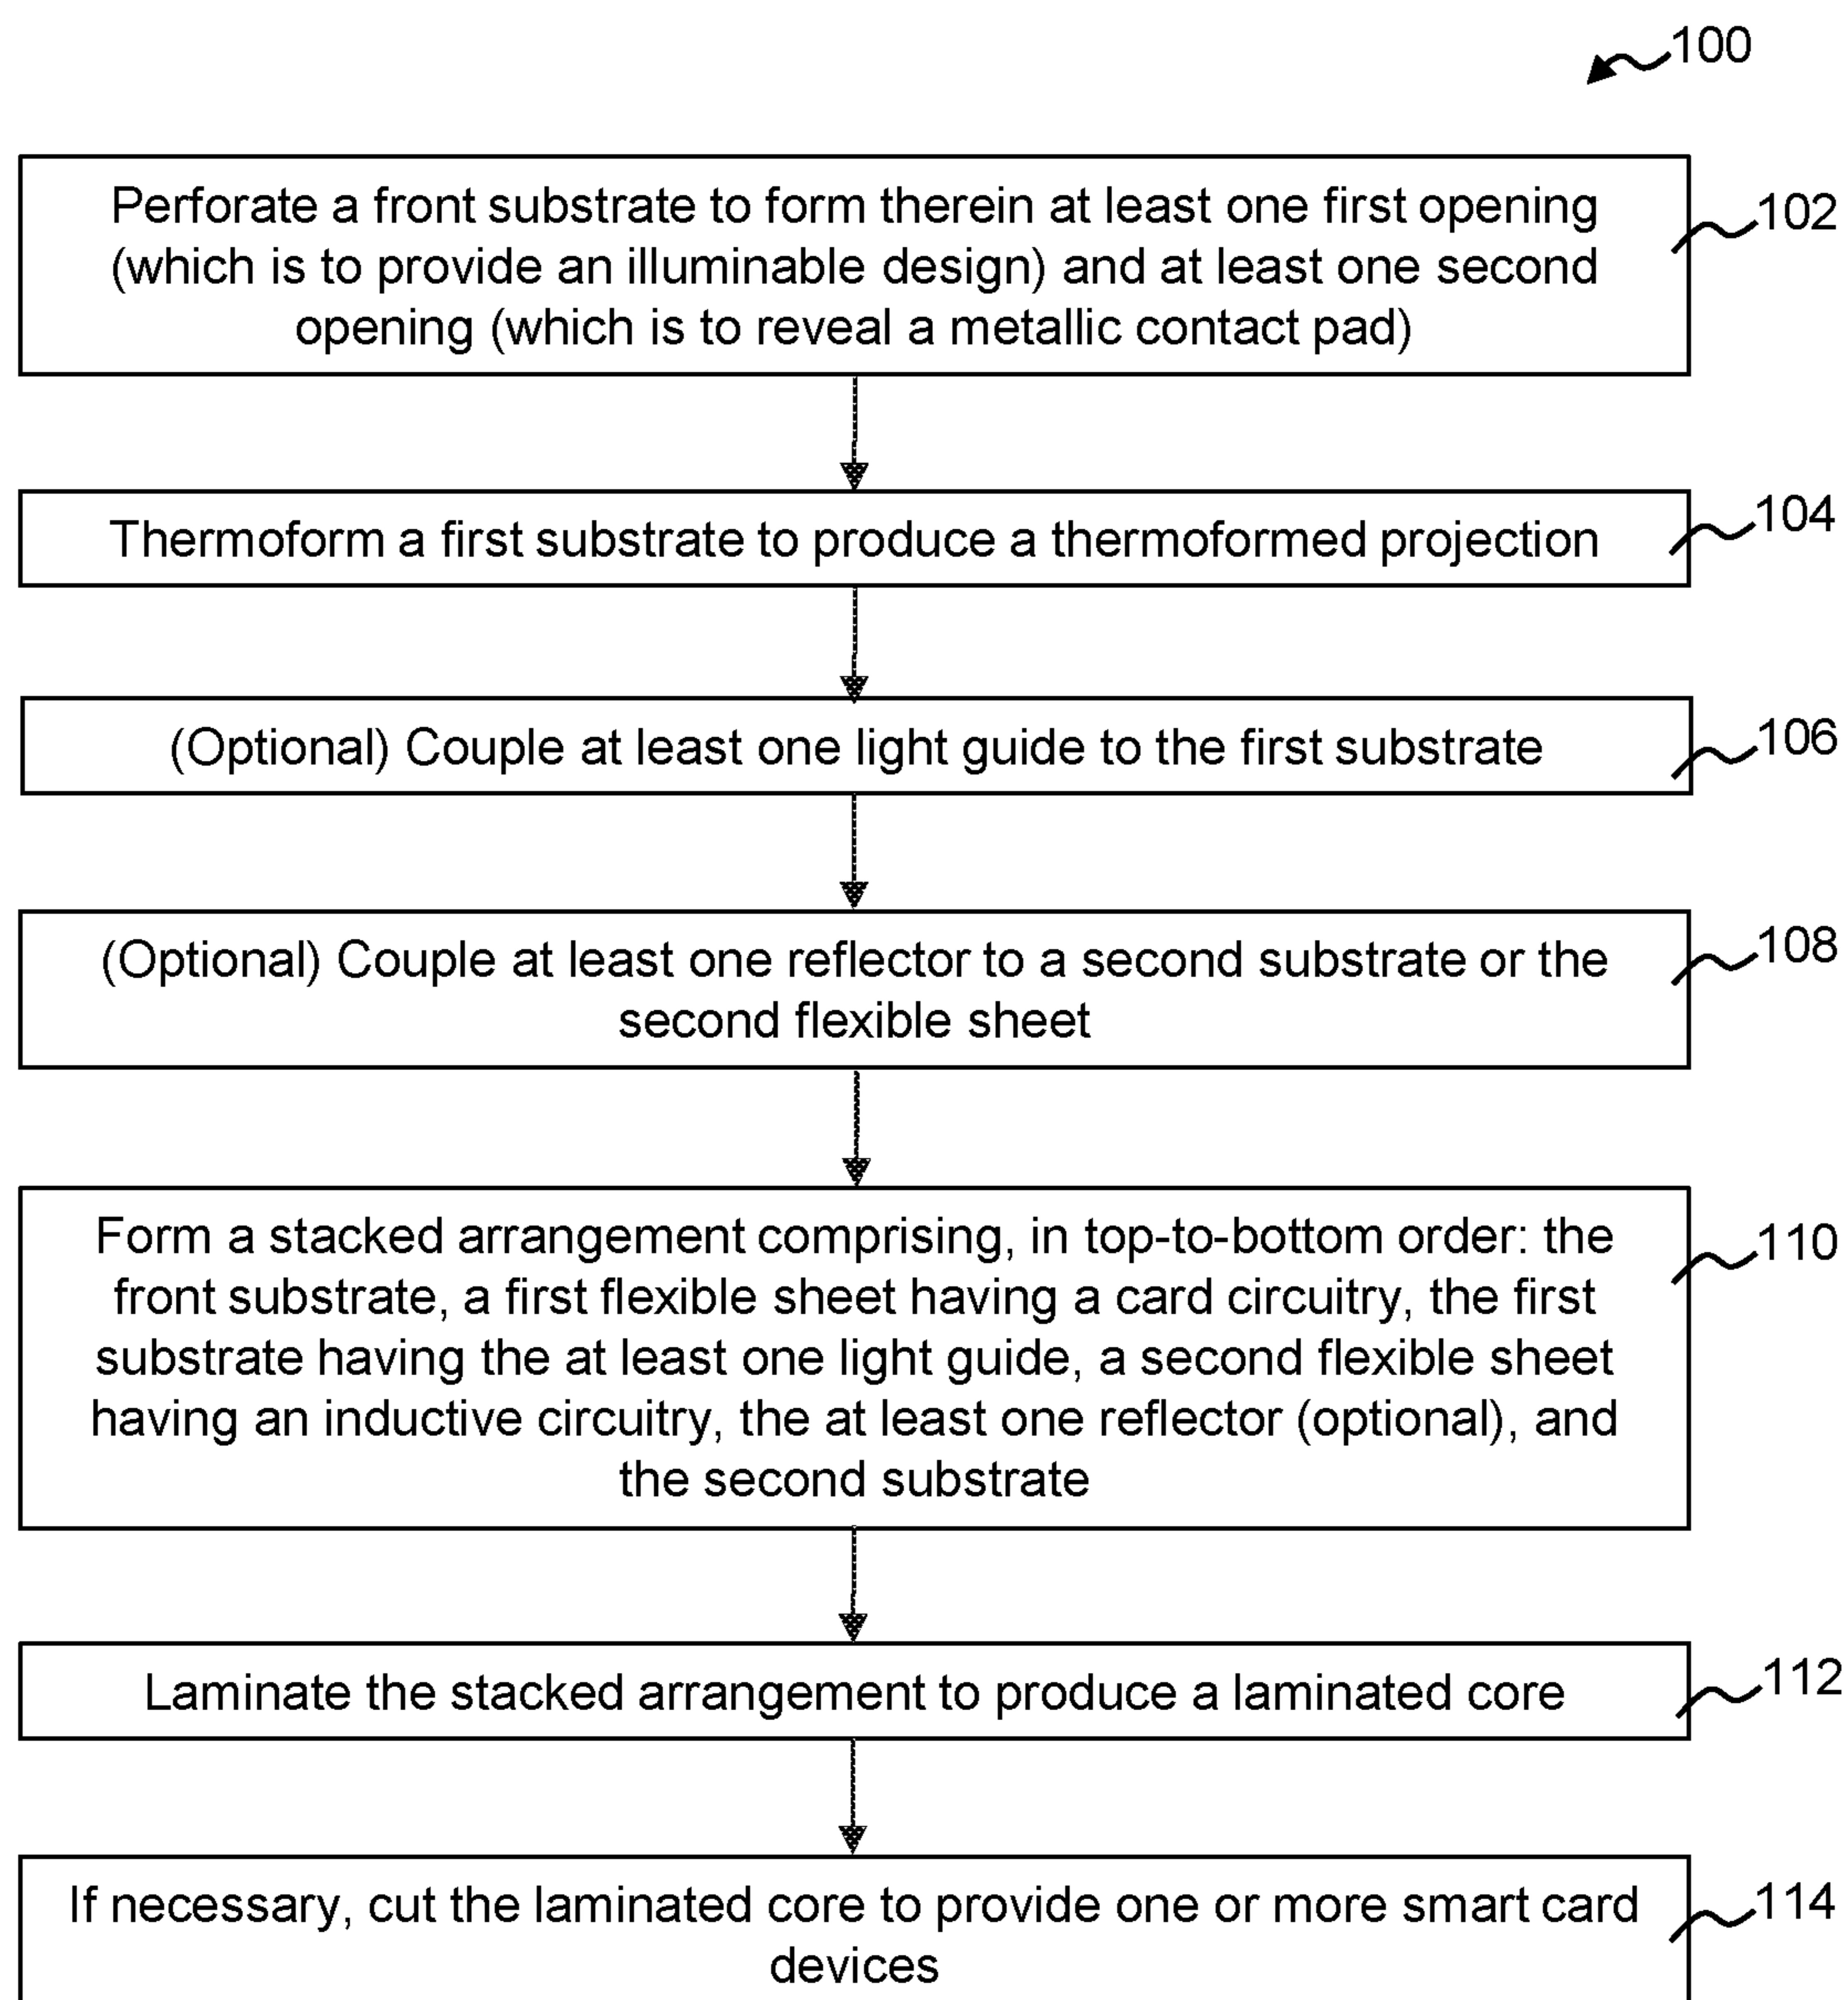 100
Perforate a front substrate to form therein at least one first opening
(which is to provide an illuminable design) and at least one second
opening (which is to reveal a metallic contact pad)
102
Thermoform a first substrate to produce a thermoformed projection
104
(Optional) Couple at least one light guide to the first substrate
106
(Optional) Couple at least one reflector to a second substrate or the
second flexible sheet
108
Form a stacked arrangement comprising, in top-to-bottom order: the
front substrate, a first flexible sheet having a card circuitry, the first
substrate having the at least one light guide, a second flexible sheet
having an inductive circuitry, the at least one reflector (optional), and
the second substrate
110
Laminate the stacked arrangement to produce a laminated core
112
If necessary, cut the laminated core to provide one or more smart card
devices
114